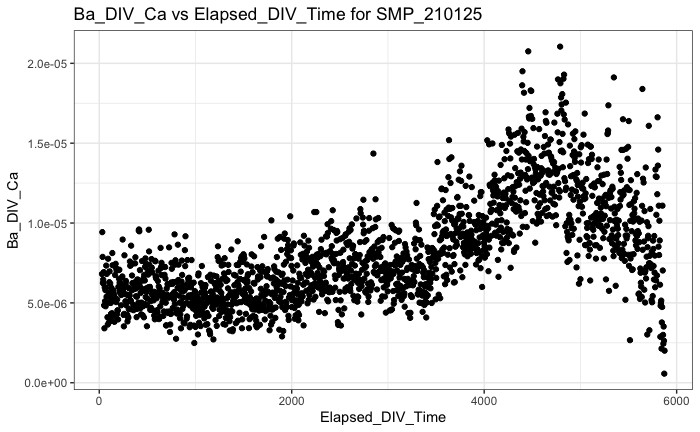 Ba_DIV_Ca vs Elapsed_DIV_Time for SMP_210125
2.0e-05
1.5e-05
1.0e-05
5.0e-06
0.0e+00
Ba_DIV_Ca
0 2000 4000 6000
Elapsed_DIV_Time